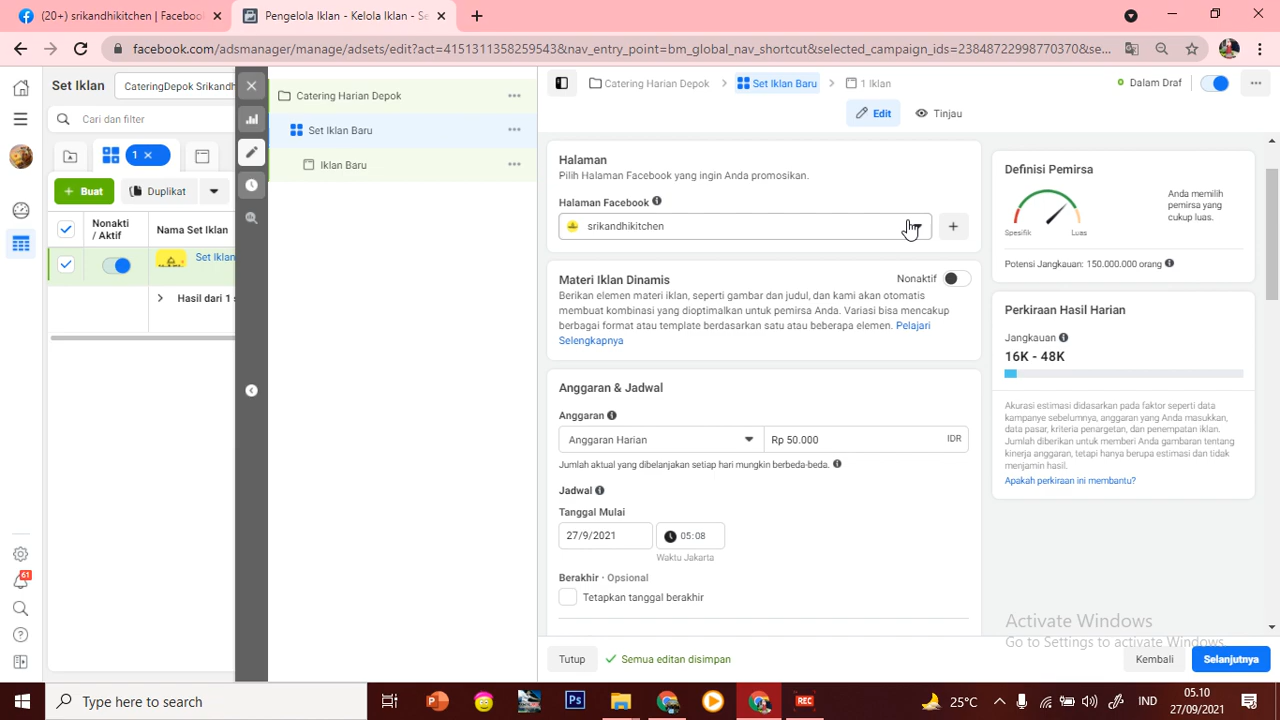 (20+) srikandhikitchen | Facebook
Pengelola Iklan - Kelola Iklan - Se
facebook.com/adsmanager/manage/adsets/edit?act=415131135825954​3&nav_entry_point=bm_global_nav_shortcut&selected_campaign_ids=23848722998770370&se...
Set Iklan
CateringDepok Srikandh
Cari dan filter
1
Buat
Duplikat
Nonakti
/ Aktif
Nama Set Iklan
Set Iklan
Hasil dari 1 s
61
Catering Harian Depok
Set Iklan Baru
Iklan Baru
Catering Harian Depok
Set Iklan Baru
1 Iklan
Dalam Draf
Edit
Tinjau
Halaman
Pilih Halaman Facebook yang ingin Anda promosikan.
Halaman Facebook
srikandhikitchen
Materi Iklan Dinamis
Nonaktif
Berikan elemen materi iklan, seperti gambar dan judul, dan kami akan otomatis
membuat kombinasi yang dioptimalkan untuk pemirsa Anda. Variasi bisa mencakup
berbagai format atau template berdasarkan satu atau beberapa elemen. Pelajari
Selengkapnya
Anggaran & Jadwal
Anggaran
Anggaran Harian
Rp 50.000
IDR
Jumlah aktual yang dibelanjakan setiap hari mungkin berbeda-beda.
Jadwal
Tanggal Mulai
27/9/2021
05:08
Waktu Jakarta
Berakhir · Opsional
Tetapkan tanggal berakhir
Definisi Pemirsa
Anda memilih
pemirsa yang
cukup luas.
Spesifik
Luas
Potensi Jangkauan: 150.000.000 orang
Perkiraan Hasil Harian
Jangkauan
16K - 48K
Akurasi estimasi didasarkan pada faktor seperti data
kampanye sebelumnya, anggaran yang Anda masukkan,
data pasar, kriteria penargetan, dan penempatan iklan.
Jumlah diberikan untuk memberi Anda gambaran tentang
kinerja anggaran, tetapi hanya berupa estimasi dan tidak
menjamin hasil.
Apakah perkiraan ini membantu?
Activate Windows
Go to Settings to activate Windows.
Tutup
Semua editan disimpan
Kembali
Selanjutnya
Type here to search
Ps
REC
25°C
IND
05.10
27/09/2021